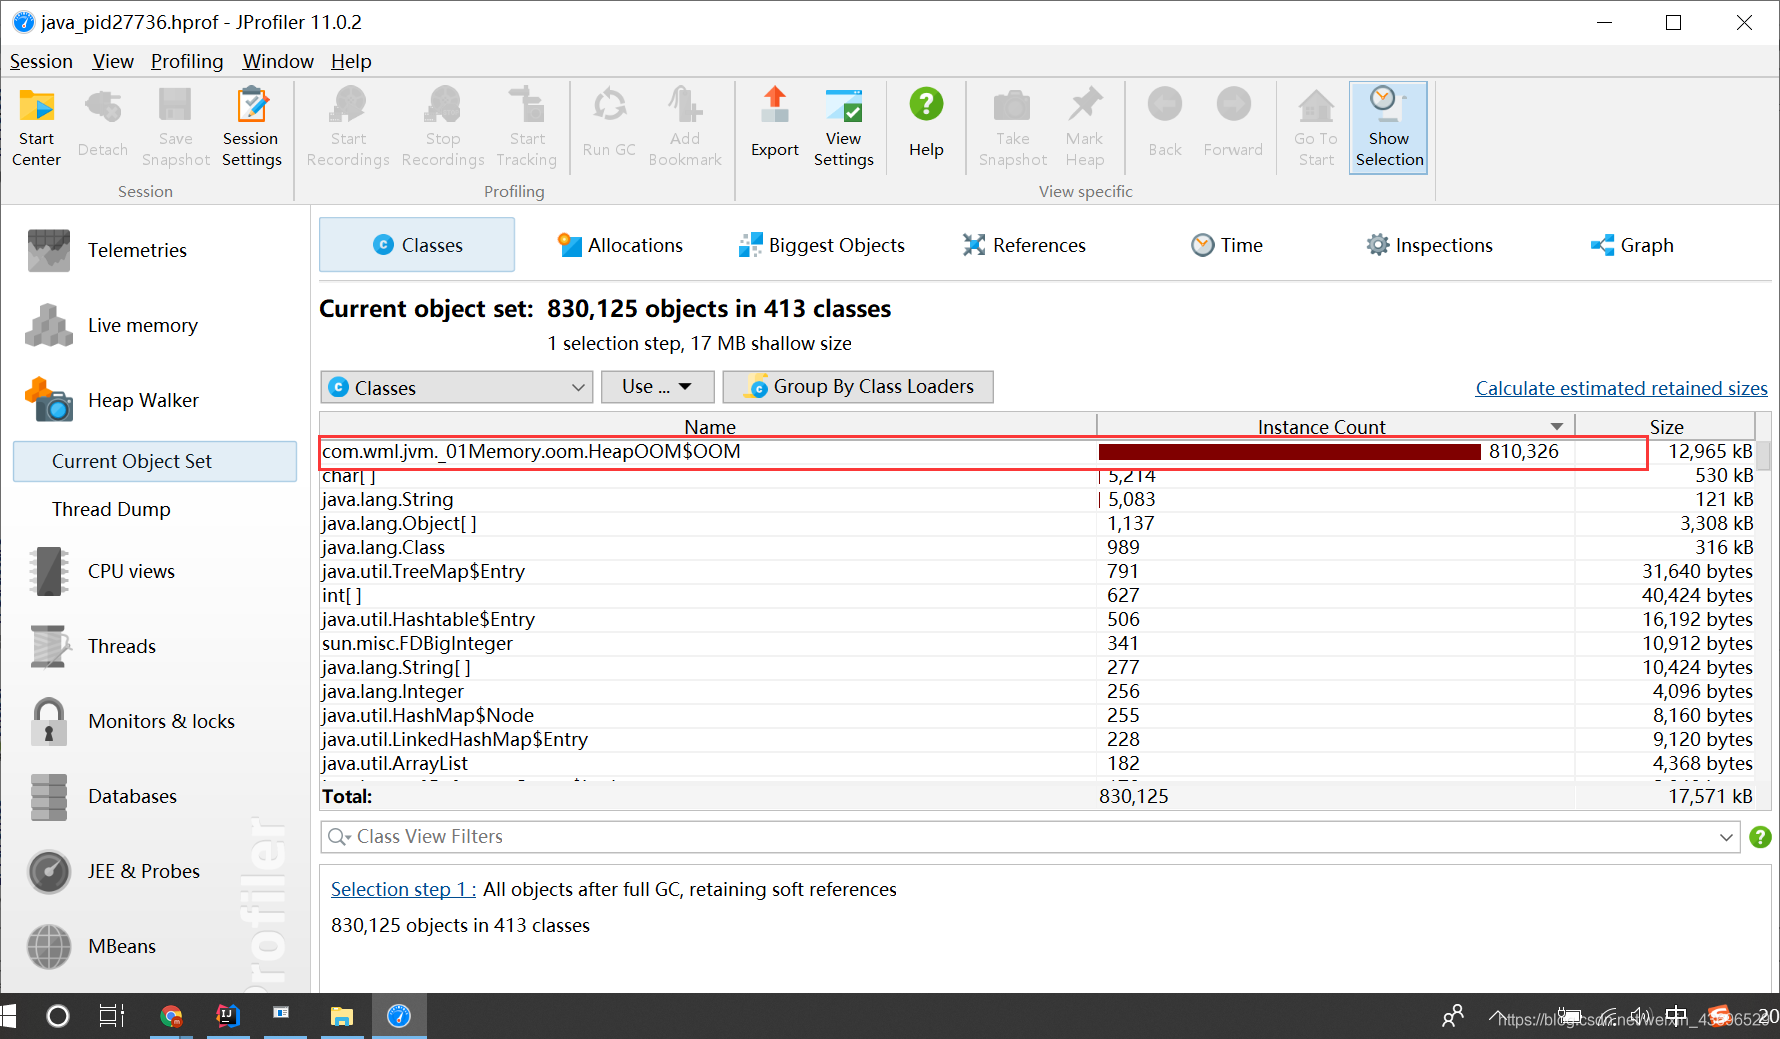 java_pid27736.hprof - JProfiler 11.0.2
Session View Profiling Window Help
Start Center
Detach
Save Snapshot
Session Settings
Start Recordings
Stop Recordings
Start Tracking
Run GC
Add Bookmark
Export
View Settings
Help
Take Snapshot
Mark Heap
Back
Forward
Go To Start
Show Selection
Session
Profiling
View specific
Telemetries
Live memory
Heap Walker
Current Object Set
Thread Dump
CPU views
Threads
Monitors & locks
Databases
JEE & Probes
MBeans
JProfiler
Classes Allocations Biggest Objects References Time Inspections Graph
Current object set: 830,125 objects in 413 classes
1 selection step, 17 MB shallow size
Classes Use ... Group By Class Loaders Calculate estimated retained sizes
Name Instance Count Size
com.wml.jvm._01Memory.oom.HeapOOM$OOM 810,326 12,965 kB
char[ ] 5,214 530 kB
java.lang.String 5,083 121 kB
java.lang.Object[ ] 1,137 3,308 kB
java.lang.Class 989 316 kB
java.util.TreeMap$Entry 791 31,640 bytes
int[ ] 627 40,424 bytes
java.util.Hashtable$Entry 506 16,192 bytes
sun.misc.FDBigInteger 341 10,912 bytes
java.lang.String[ ] 277 10,424 bytes
java.lang.Integer 256 4,096 bytes
java.util.HashMap$Node 255 8,160 bytes
java.util.LinkedHashMap$Entry 228 9,120 bytes
java.util.ArrayList 182 4,368 bytes
Total: 830,125 17,571 kB
Class View Filters
Selection step 1 : All objects after full GC, retaining soft references
830,125 objects in 413 classes
中
20